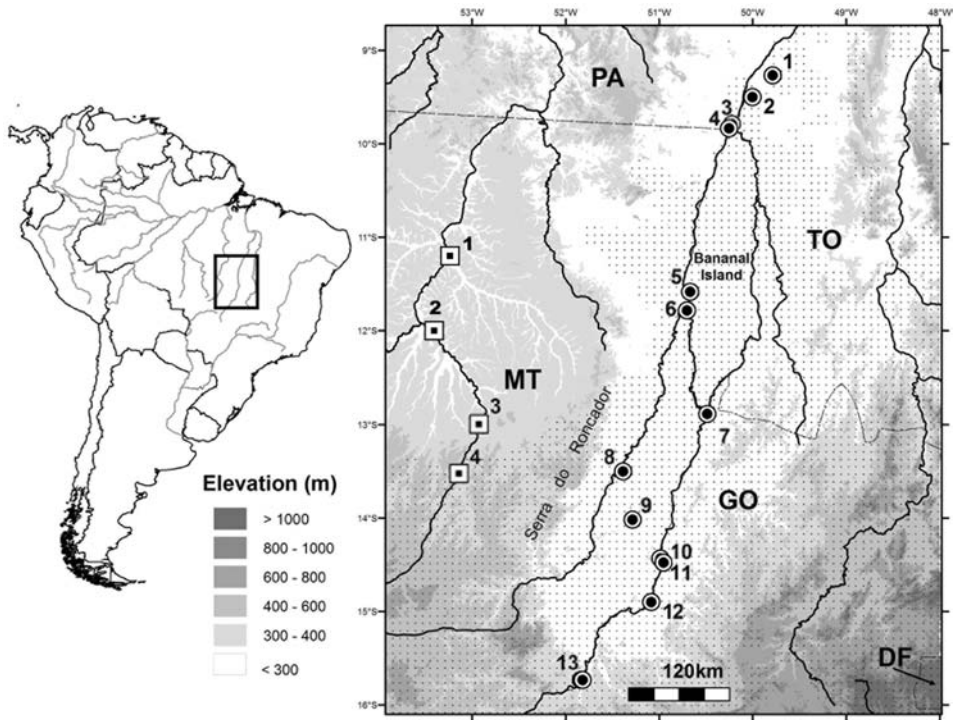 53°W 52°W 51°W 50°W 49°W 48°W
9°S
10°S
11°S
12°S
13°S
14°S
15°S
16°S
PA
MT
TO
GO
DF
1
2
3
4
5
6
7
8
9
10
11
12
13
1
2
3
4
Bananal
Island
Serra do Roncador
120km
Elevation (m)
> 1000
800 - 1000
600 - 800
400 - 600
300 - 400
< 300